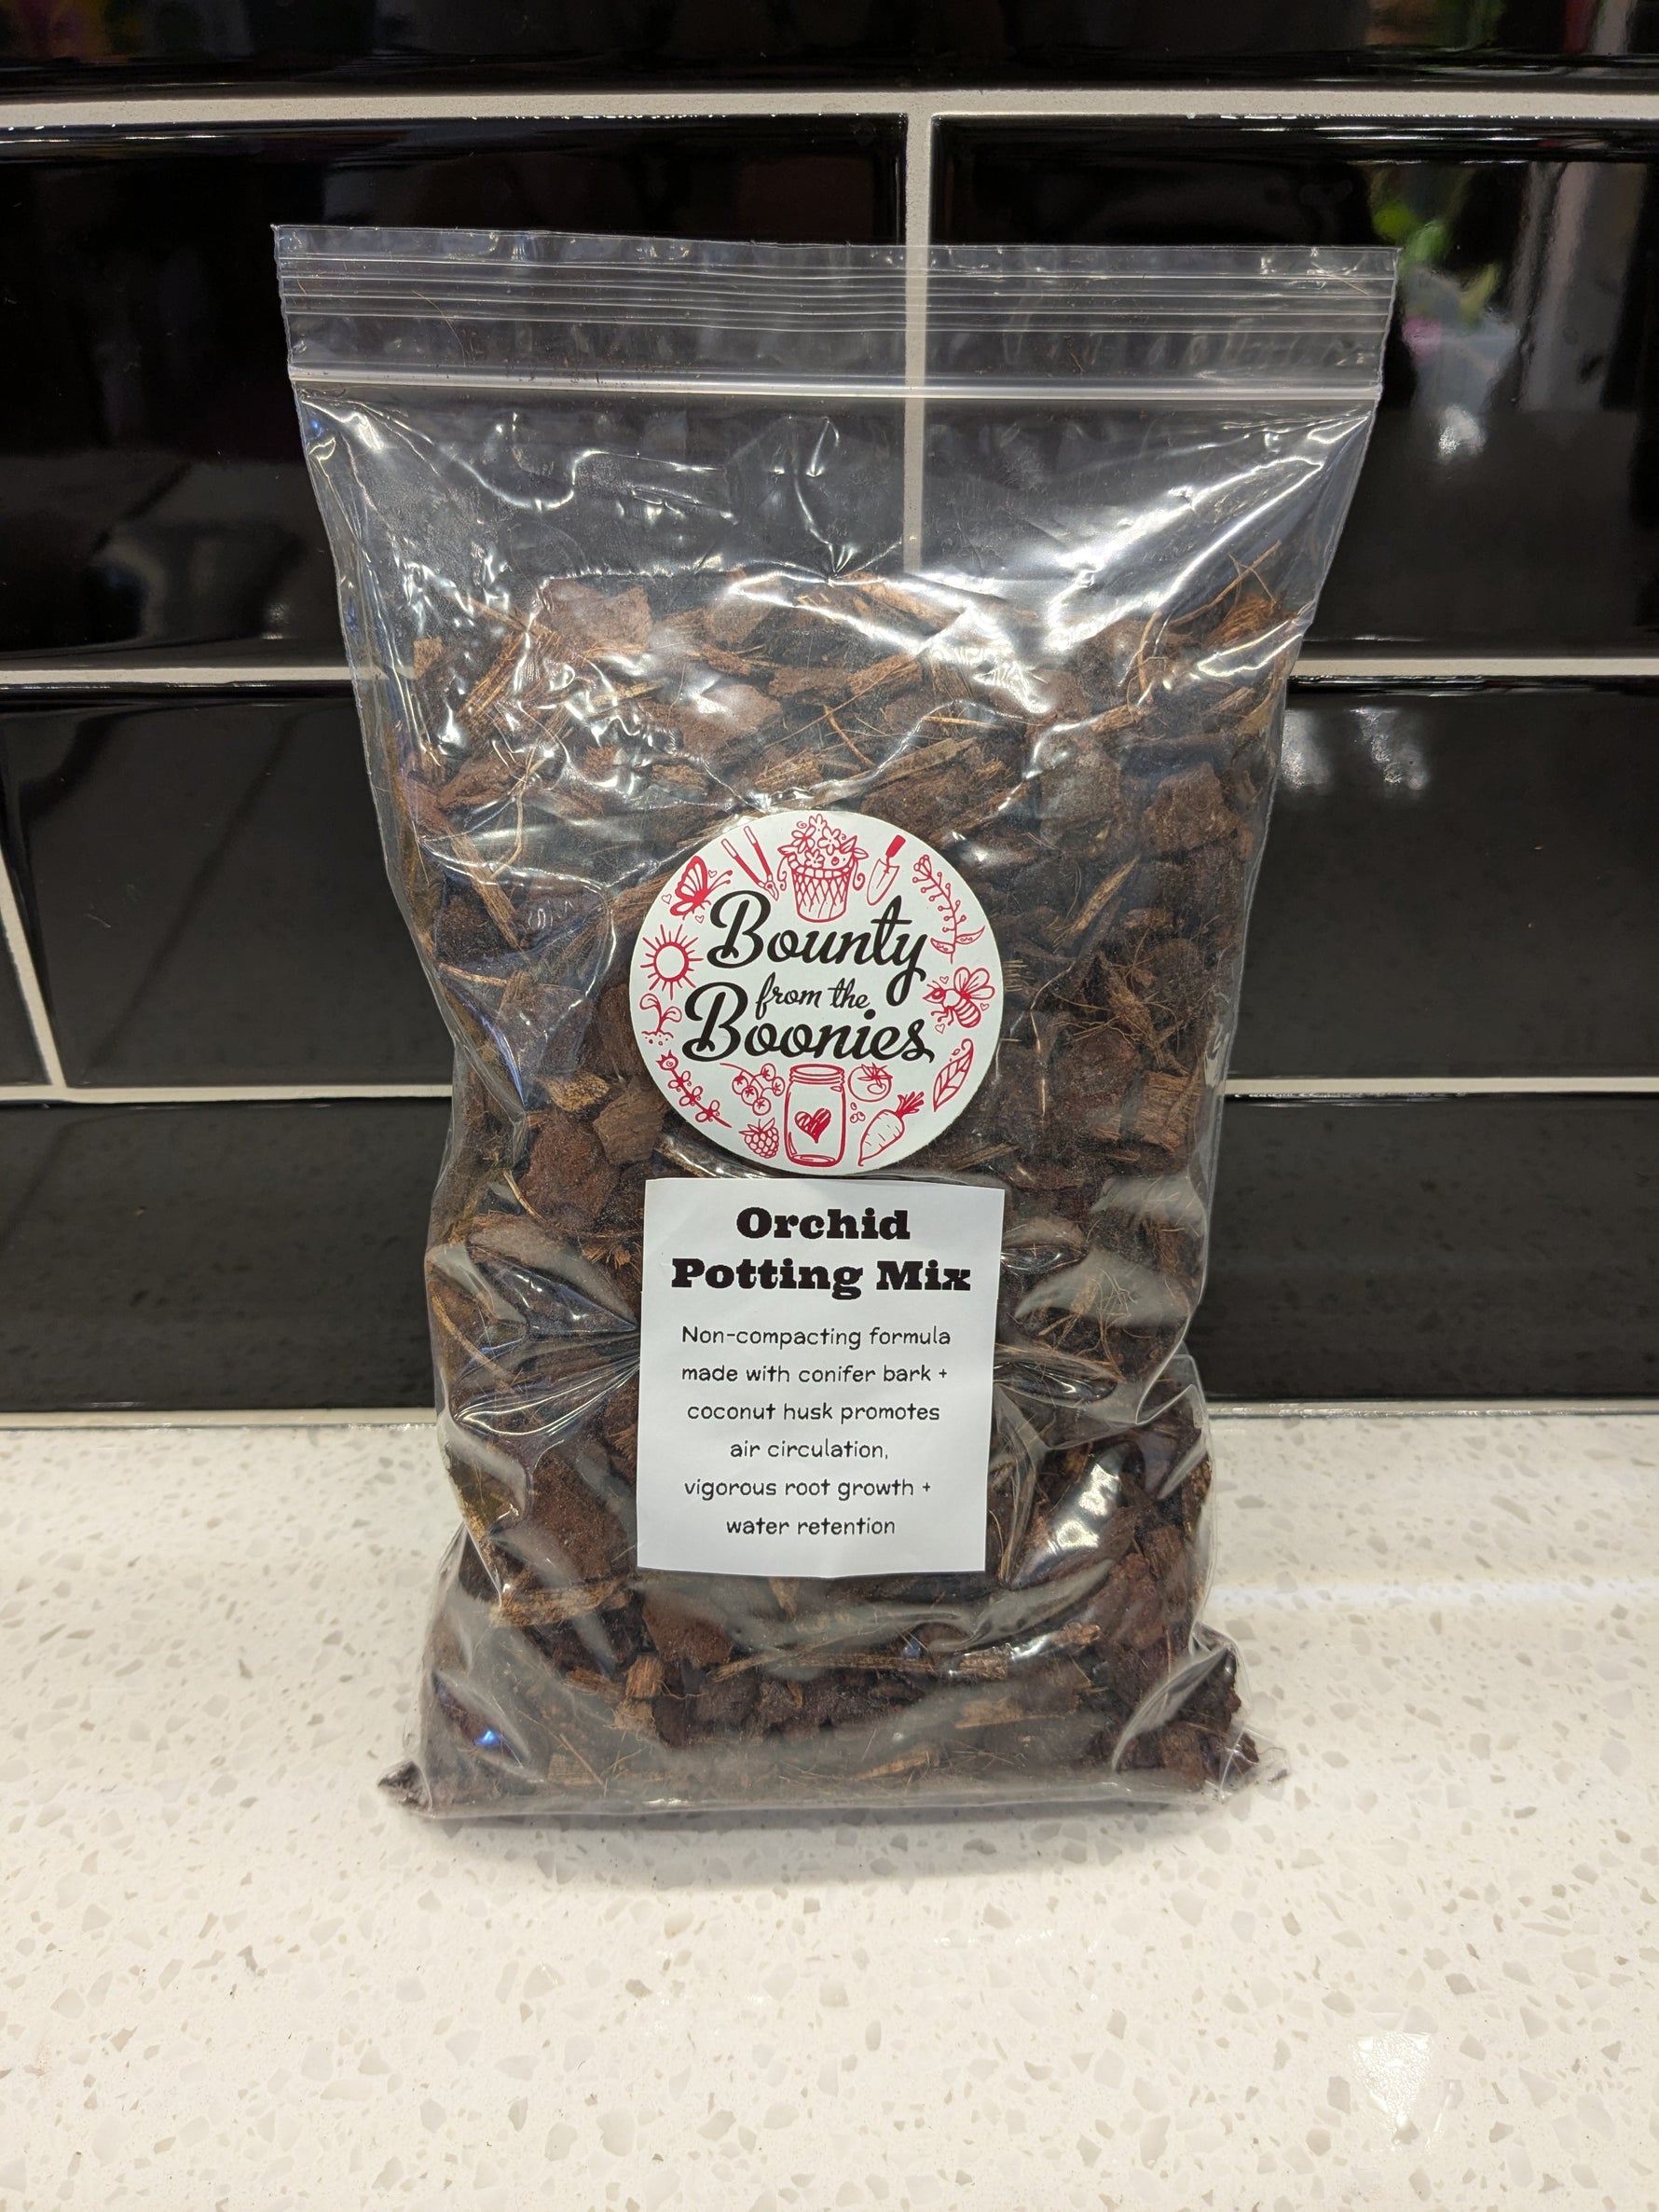 Bounty
from the
Boonies
Orchid
Potting Mix
Non-compacting formula
made with conifer bark +
coconut husk promotes
air circulation,
vigorous root growth +
water retention